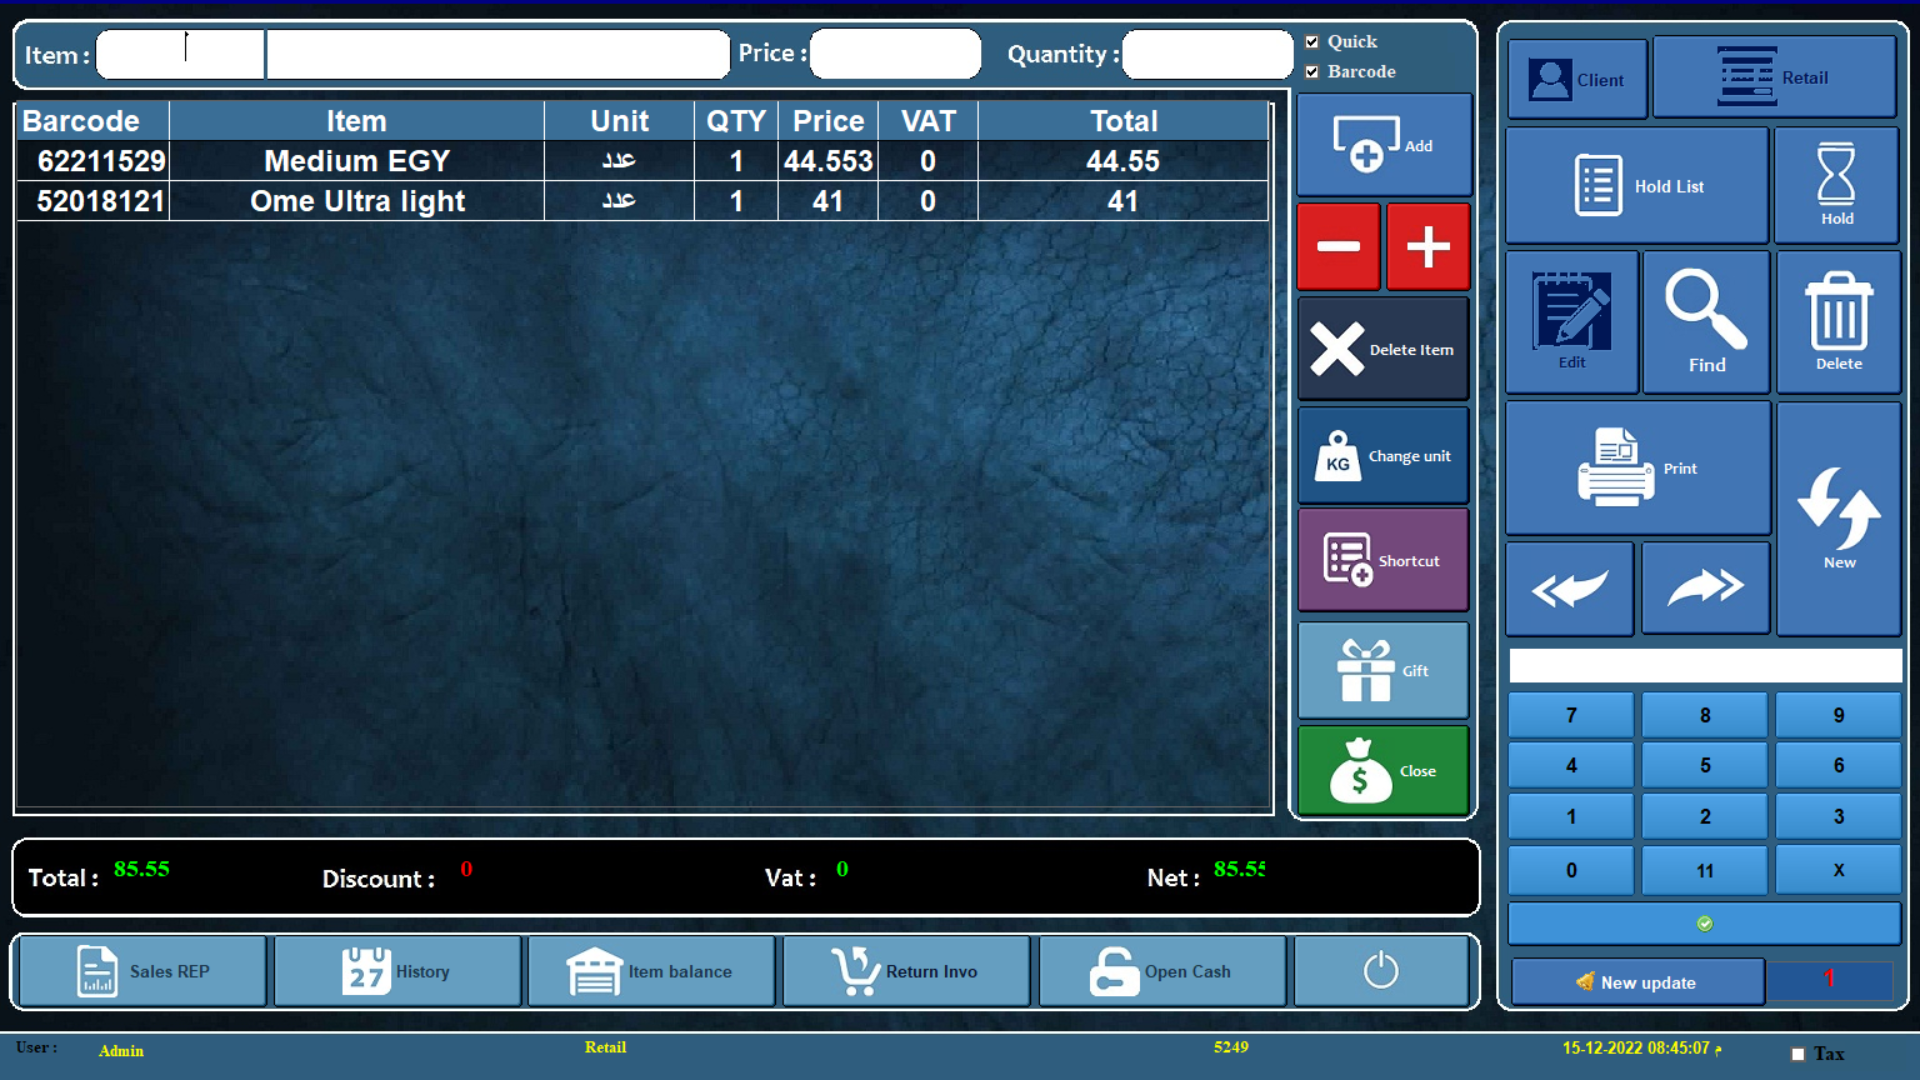 Item :
Price :
Quantity :
Quick
Barcode
Barcode Item Unit QTY Price VAT Total
62211529 Medium EGY عدد 1 44.553 0 44.55
52018121 Ome Ultra light عدد 1 41 0 41
Add
Delete Item
KG Change unit
Shortcut
Gift
$ Close
Client
Retail
Hold List
Hold
Edit
Find
Delete
Print
New
7 8 9
4 5 6
1 2 3
0 11 X
New update 1
Total : 85.55 Discount : 0 Vat : 0 Net : 85.55
Sales REP
27 History
Item balance
Return Invo
Open Cash
User : Admin Retail 5249 15-12-2022 08:45:07 م Tax